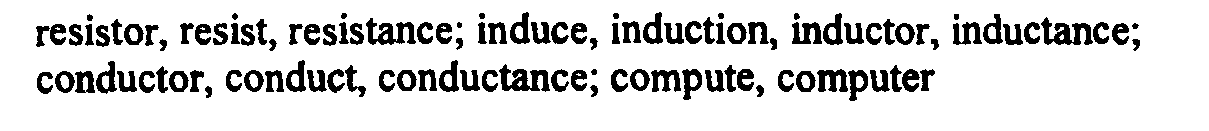 resistor, resist, resistance; induce, induction, inductor, inductance;
conductor, conduct, conductance; compute, computer